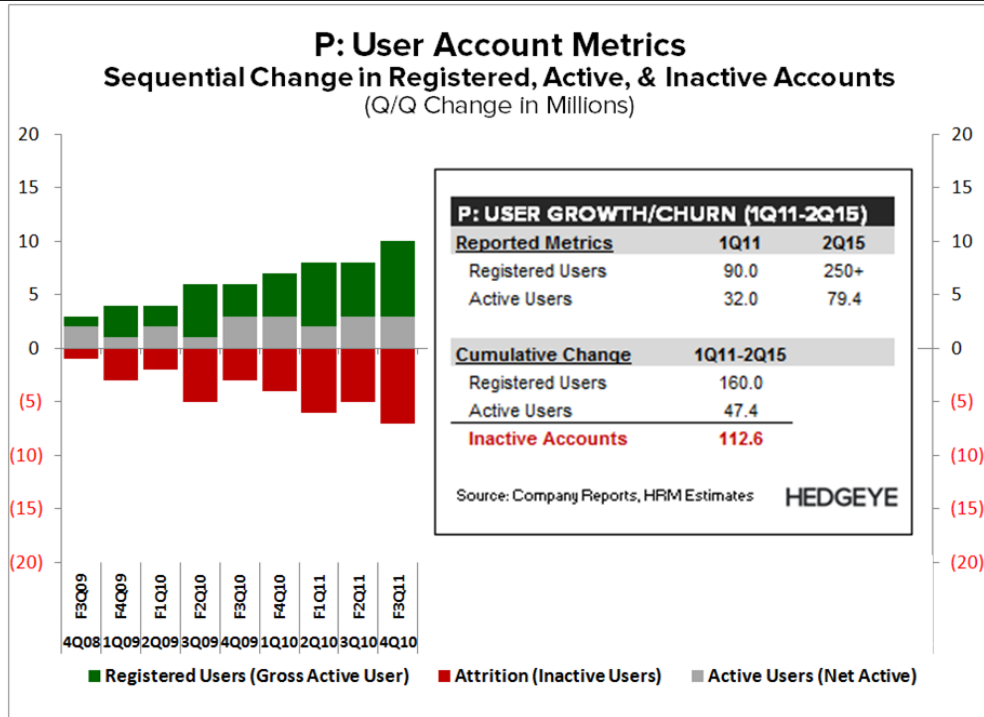 P: User Account Metrics
Sequential Change in Registered, Active, & Inactive Accounts
(Q/Q Change in Millions)
20 20
15 15
10 10
5 5
0 0
(5) (5)
(10) (10)
(15) (15)
(20) (20)
P: USER GROWTH/CHURN (1Q11-2Q15)
Reported Metrics 1Q11 2Q15
Registered Users 90.0 250+
Active Users 32.0 79.4
Cumulative Change 1Q11-2Q15
Registered Users 160.0
Active Users 47.4
Inactive Accounts 112.6
Source: Company Reports, HRM Estimates HEDGEYE
F3Q09 F4Q09 F1Q10 F2Q10 F3Q10 F4Q10 F1Q11 F2Q11 F3Q11
4Q08 1Q09 2Q09 3Q09 4Q09 1Q10 2Q10 3Q10 4Q10
Registered Users (Gross Active User) Attrition (Inactive Users) Active Users (Net Active)